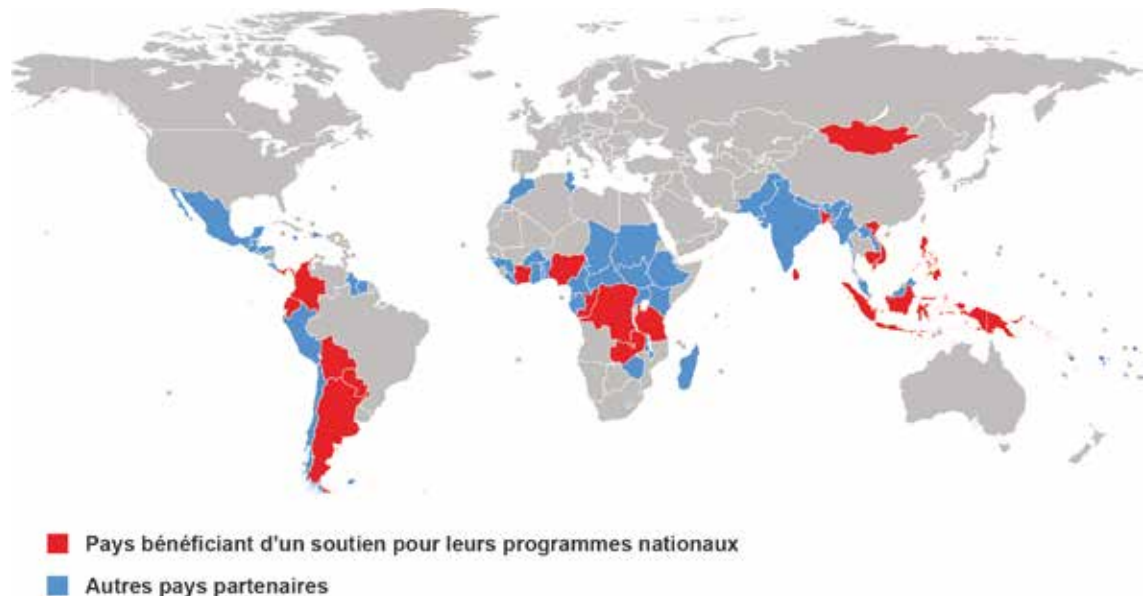 Pays bénéficiant d'un soutien pour leurs programmes nationaux
Autres pays partenaires